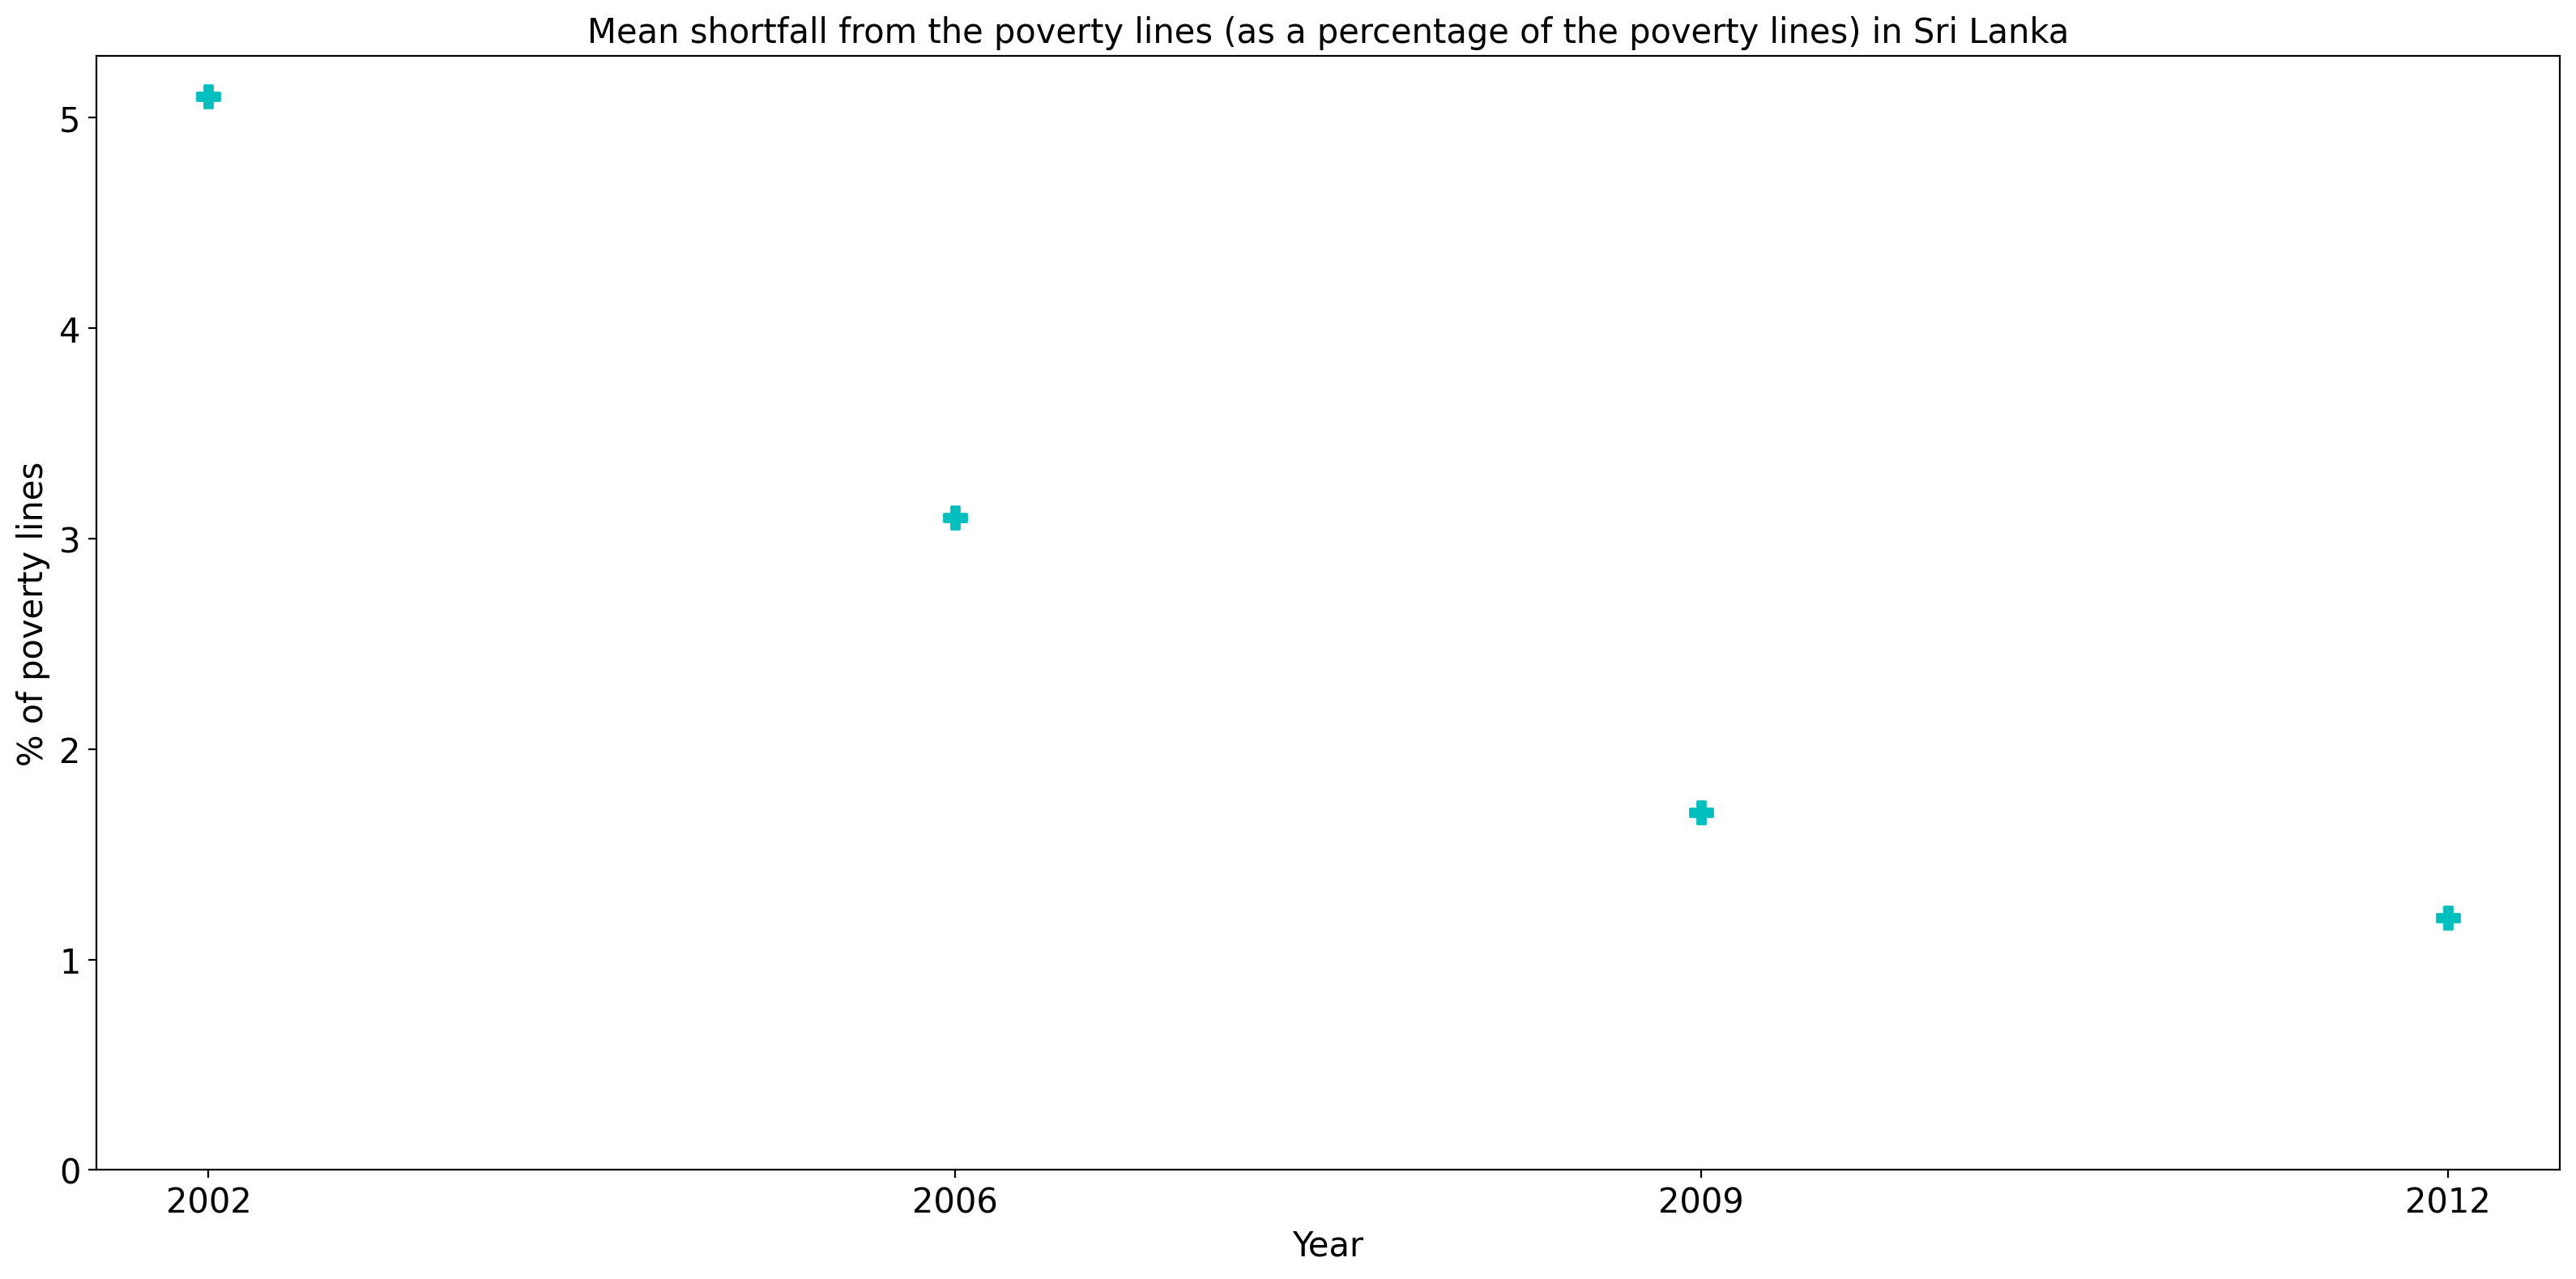 Mean shortfall from the poverty lines (as a percentage of the poverty lines) in Sri Lanka
% of poverty lines
5
4
3
2
1
0
2002 2006 2009 2012
Year